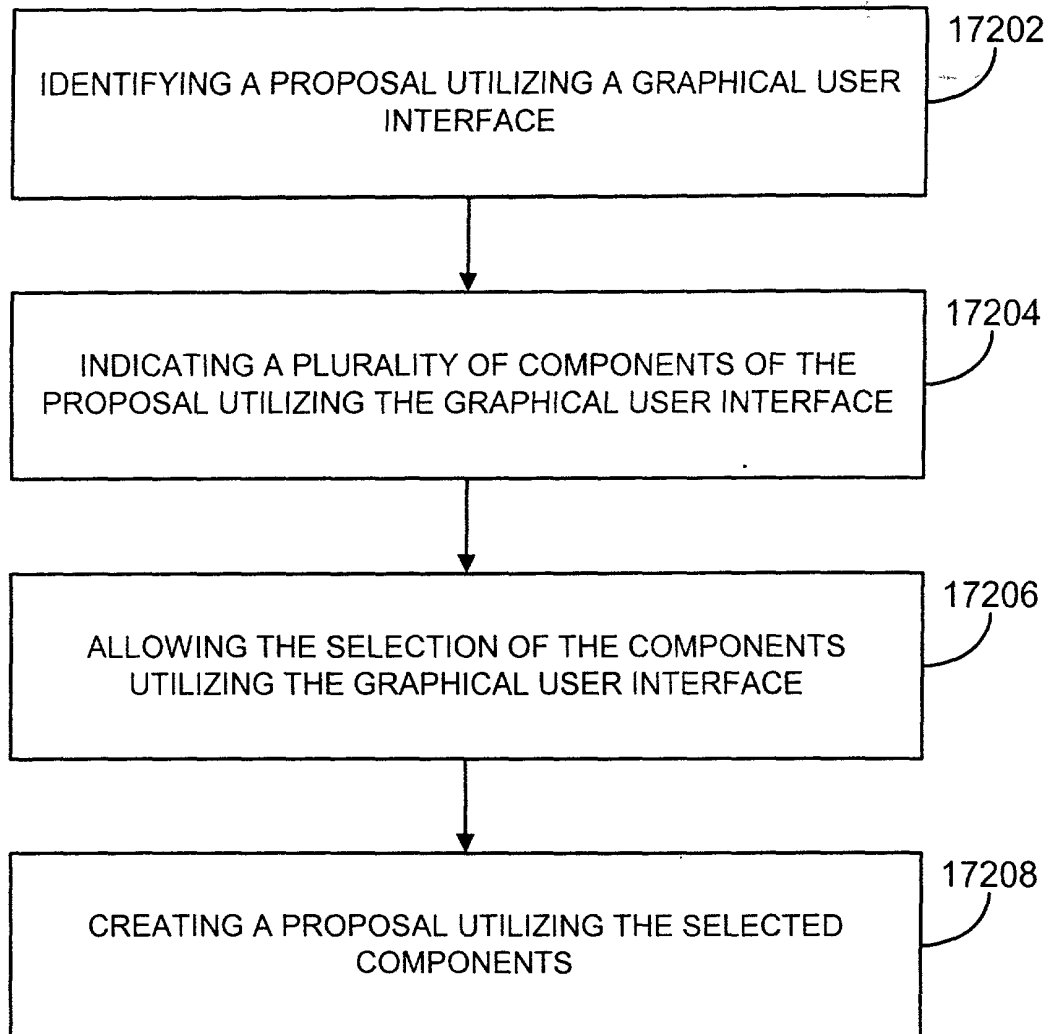 17202
IDENTIFYING A PROPOSAL UTILIZING A GRAPHICAL USER
INTERFACE
17204
INDICATING A PLURALITY OF COMPONENTS OF THE
PROPOSAL UTILIZING THE GRAPHICAL USER INTERFACE
17206
ALLOWING THE SELECTION OF THE COMPONENTS
UTILIZING THE GRAPHICAL USER INTERFACE
17208
CREATING A PROPOSAL UTILIZING THE SELECTED
COMPONENTS